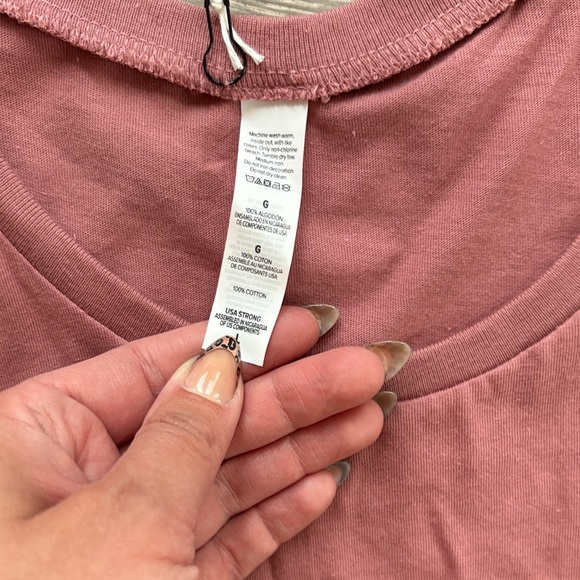 Machine wash warm,
inside out, with like
colors. Only non-chlorine
bleach. Tumble dry low.
Medium iron.
Do not iron decoration.
Do not dry clean.
G
100% ALGODÓN
ENSAMBLADO EN NICARAGUA
DE COMPONENTES DE USA
G
100% COTON
ASSEMBLÉ AU NICARAGUA
DE COMPOSANTS USA
100% COTTON
USA STRONG
ASSEMBLED IN NICARAGUA
OF US COMPONENTS